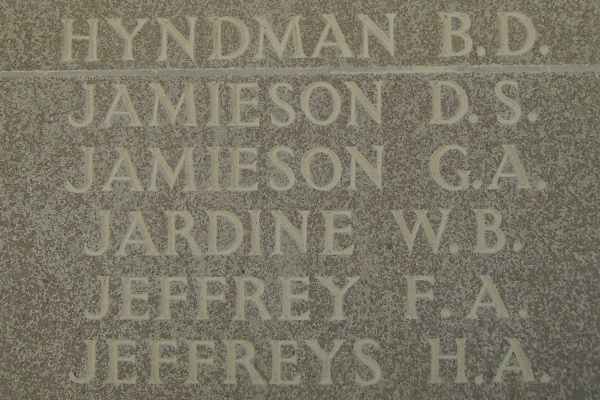 HYNDMAN B.D.
JAMIESON D.S.
JAMIESON G.A.
JARDINE W.B.
JEFFREY F.A.
JEFFREYS H.A.